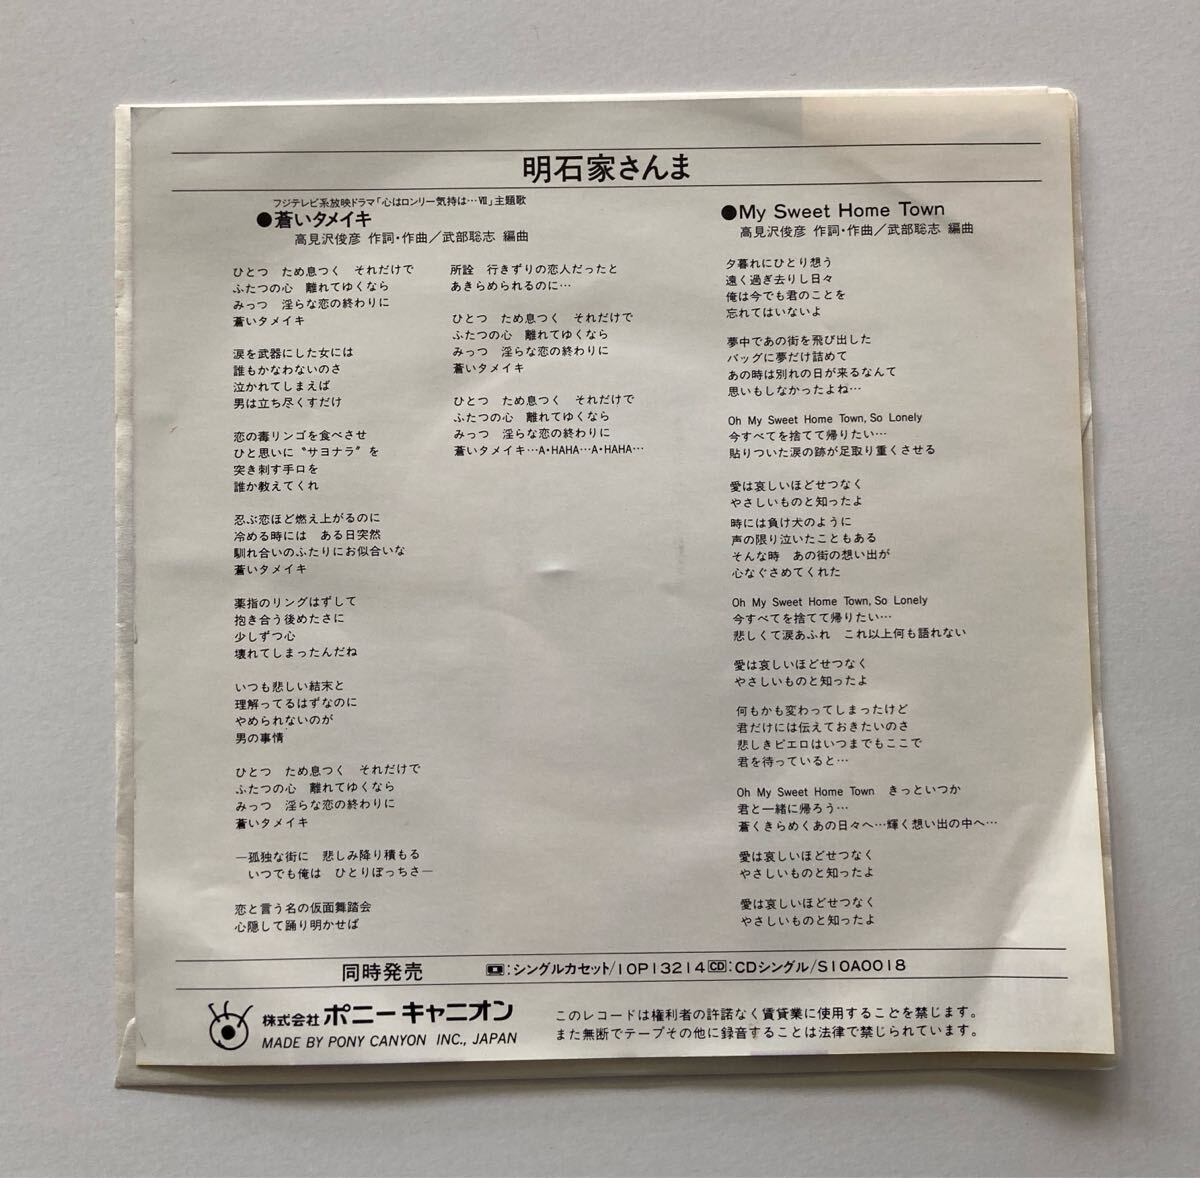 明石家さんま
フジテレビ系放映ドラマ「心はロンリー気持は…Ⅶ」主題歌
●蒼いタメイキ
高見沢俊彦 作詞・作曲／武部聡志 編曲
ひとつ ため息つく それだけで
ふたつの心 離れてゆくなら
みっつ 淫らな恋の終わりに
蒼いタメイキ
涙を武器にした女には
誰もかなわないのさ
泣かれてしまえば
男は立ち尽くすだけ
恋の毒リンゴを食べさせ
ひと思いに〝サヨナラ〟を
突き刺す手口を
誰か教えてくれ
忍ぶ恋ほど燃え上がるのに
冷める時には ある日突然
馴れ合いのふたりにお似合いな
蒼いタメイキ
薬指のリングはずして
抱き合う後めたさに
少しずつ心
壊れてしまったんだね
いつも悲しい結末と
理解ってるはずなのに
やめられないのが
男の事情
ひとつ ため息つく それだけで
ふたつの心 離れてゆくなら
みっつ 淫らな恋の終わりに
蒼いタメイキ
—孤独な街に 悲しみ降り積もる
いつでも俺は ひとりぼっちさ—
恋と言う名の仮面舞踏会
心隠して踊り明かせば
所詮 行きずりの恋人だったと
あきらめられるのに…
ひとつ ため息つく それだけで
ふたつの心 離れてゆくなら
みっつ 淫らな恋の終わりに
蒼いタメイキ
ひとつ ため息つく それだけで
ふたつの心 離れてゆくなら
みっつ 淫らな恋の終わりに
蒼いタメイキ…A・HAHA…A・HAHA…
●My Sweet Home Town
高見沢俊彦 作詞・作曲／武部聡志 編曲
夕暮れにひとり想う
遠く過ぎ去りし日々
俺は今でも君のことを
忘れてはいないよ
夢中であの街を飛び出した
バッグに夢だけ詰めて
あの時は別れの日が来るなんて
思いもしなかったよね…
Oh My Sweet Home Town, So Lonely
今すべてを捨てて帰りたい…
貼りついた涙の跡が足取り重くさせる
愛は哀しいほどせつなく
やさしいものと知ったよ
時には負け犬のように
声の限り泣いたこともある
そんな時 あの街の想い出が
心なぐさめてくれた
Oh My Sweet Home Town, So Lonely
今すべてを捨てて帰りたい…
悲しくて涙あふれ これ以上何も語れない
愛は哀しいほどせつなく
やさしいものと知ったよ
何もかも変わってしまったけど
君だけには伝えておきたいのさ
悲しきピエロはいつまでもここで
君を待っていると…
Oh My Sweet Home Town きっといつか
君と一緒に帰ろう…
蒼くきらめくあの日々へ…輝く想い出の中へ…
愛は哀しいほどせつなく
やさしいものと知ったよ
愛は哀しいほどせつなく
やさしいものと知ったよ
同時発売 :シングルカセット/10P13214 CD:CDシングル/S10A0018
株式会社ポニーキャニオン
MADE BY PONY CANYON INC., JAPAN
このレコードは権利者の許諾なく賃貸業に使用することを禁じます。
また無断でテープその他に録音することは法律で禁じられています。